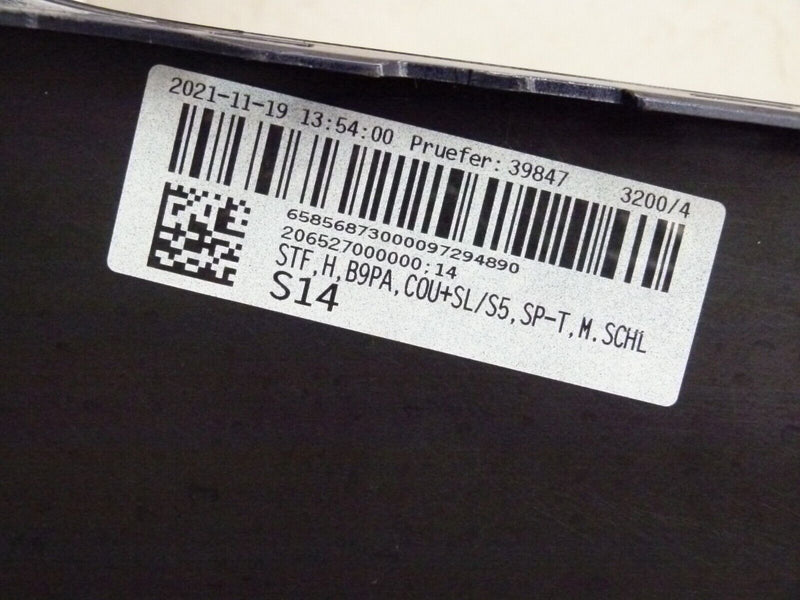 2021-11-19 13:54:00 Pruefer: 39847 3200/4
65856873000097294890
206527000000:14
STF,H,B9PA,COU+SL/S5,SP-T,M.SCHL
S14